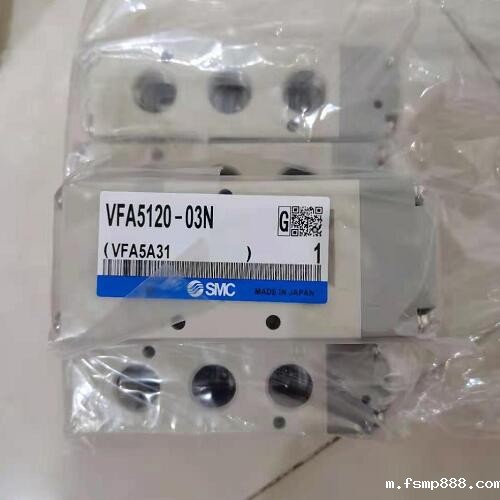 VFA5120-03N
G
(VFA5A31 ) 1
SMC MADE IN JAPAN
m.fsmp888.com